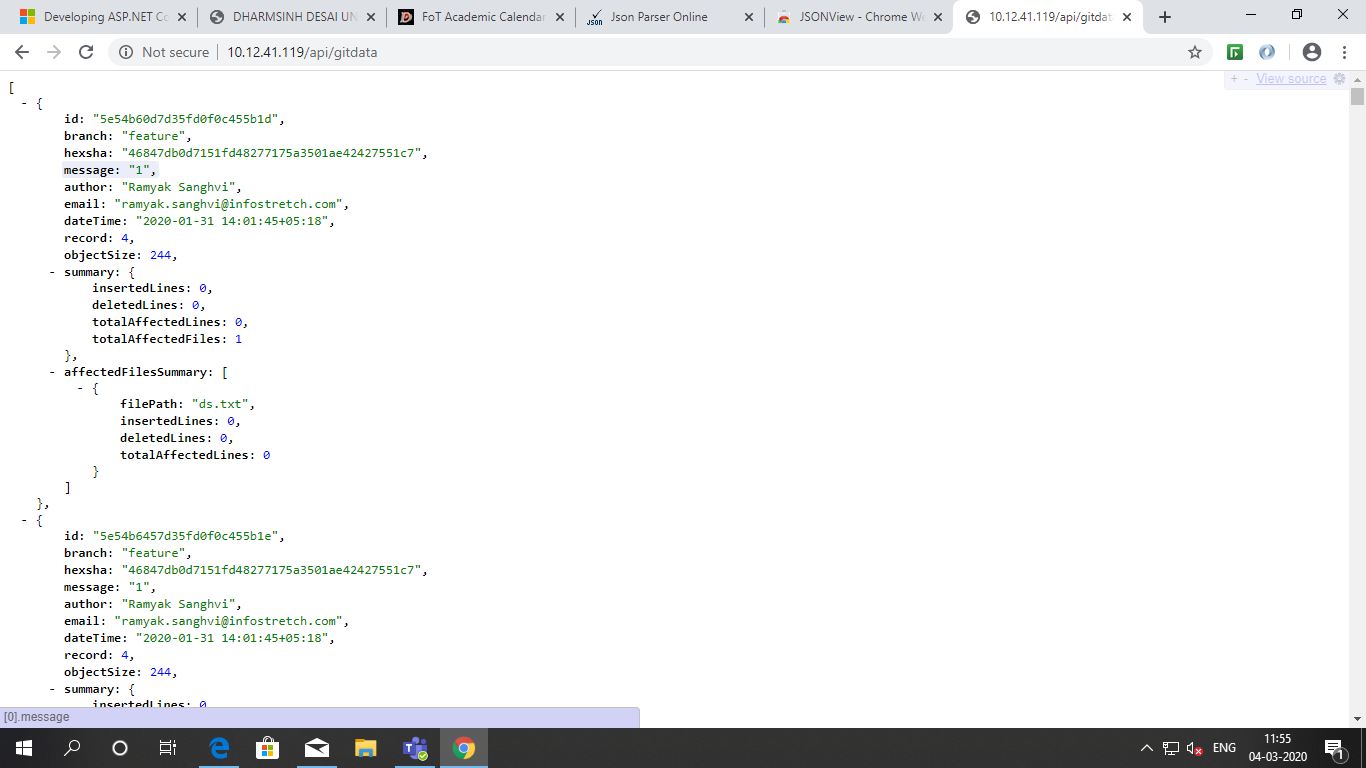 Developing ASP.NET Co
DHARMSINH DESAI UN
FoT Academic Calendar
Json Parser Online
JSONView - Chrome We
10.12.41.119/api/gitdata
Not secure | 10.12.41.119/api/gitdata
+ - View source
[
- {
id: "5e54b60d7d35fd0f0c455b1d",
branch: "feature",
hexsha: "46847db0d7151fd48277175a3501ae42427551c7",
message: "1",
author: "Ramyak Sanghvi",
email: "ramyak.sanghvi@infostretch.com",
dateTime: "2020-01-31 14:01:45+05:18",
record: 4,
objectSize: 244,
- summary: {
insertedLines: 0,
deletedLines: 0,
totalAffectedLines: 0,
totalAffectedFiles: 1
},
- affectedFilesSummary: [
- {
filePath: "ds.txt",
insertedLines: 0,
deletedLines: 0,
totalAffectedLines: 0
}
]
},
- {
id: "5e54b6457d35fd0f0c455b1e",
branch: "feature",
hexsha: "46847db0d7151fd48277175a3501ae42427551c7",
message: "1",
author: "Ramyak Sanghvi",
email: "ramyak.sanghvi@infostretch.com",
dateTime: "2020-01-31 14:01:45+05:18",
record: 4,
objectSize: 244,
- summary: {
insertedLines: 0
[0].message
ENG
11:55
04-03-2020
1